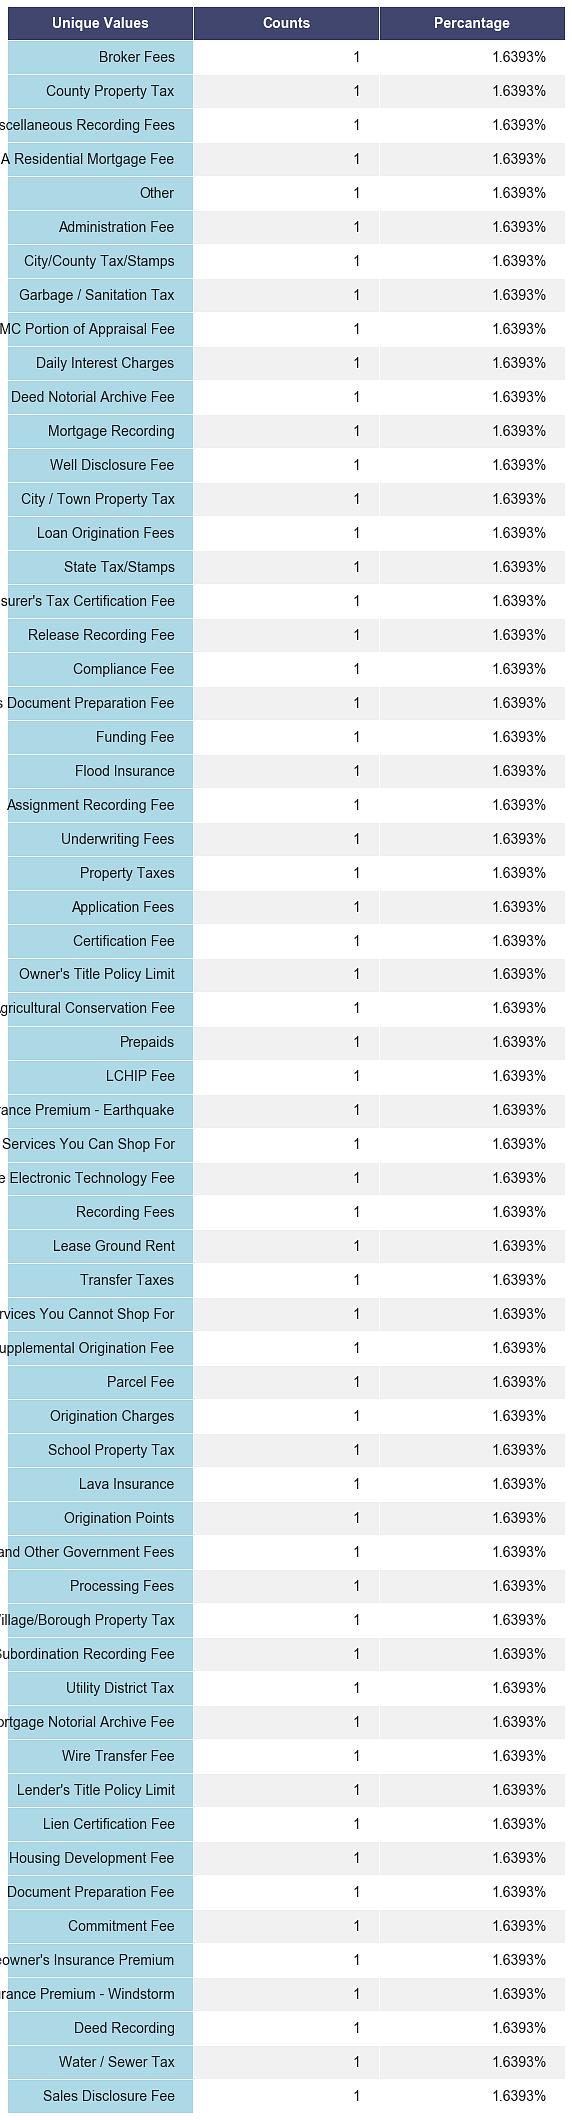 Unique Values Counts Percantage
Broker Fees 1 1.6393%
County Property Tax 1 1.6393%
scellaneous Recording Fees 1 1.6393%
A Residential Mortgage Fee 1 1.6393%
Other 1 1.6393%
Administration Fee 1 1.6393%
City/County Tax/Stamps 1 1.6393%
Garbage / Sanitation Tax 1 1.6393%
MC Portion of Appraisal Fee 1 1.6393%
Daily Interest Charges 1 1.6393%
Deed Notorial Archive Fee 1 1.6393%
Mortgage Recording 1 1.6393%
Well Disclosure Fee 1 1.6393%
City / Town Property Tax 1 1.6393%
Loan Origination Fees 1 1.6393%
State Tax/Stamps 1 1.6393%
surer's Tax Certification Fee 1 1.6393%
Release Recording Fee 1 1.6393%
Compliance Fee 1 1.6393%
s Document Preparation Fee 1 1.6393%
Funding Fee 1 1.6393%
Flood Insurance 1 1.6393%
Assignment Recording Fee 1 1.6393%
Underwriting Fees 1 1.6393%
Property Taxes 1 1.6393%
Application Fees 1 1.6393%
Certification Fee 1 1.6393%
Owner's Title Policy Limit 1 1.6393%
gricultural Conservation Fee 1 1.6393%
Prepaids 1 1.6393%
LCHIP Fee 1 1.6393%
rance Premium - Earthquake 1 1.6393%
Services You Can Shop For 1 1.6393%
e Electronic Technology Fee 1 1.6393%
Recording Fees 1 1.6393%
Lease Ground Rent 1 1.6393%
Transfer Taxes 1 1.6393%
rvices You Cannot Shop For 1 1.6393%
upplemental Origination Fee 1 1.6393%
Parcel Fee 1 1.6393%
Origination Charges 1 1.6393%
School Property Tax 1 1.6393%
Lava Insurance 1 1.6393%
Origination Points 1 1.6393%
and Other Government Fees 1 1.6393%
Processing Fees 1 1.6393%
illage/Borough Property Tax 1 1.6393%
Subordination Recording Fee 1 1.6393%
Utility District Tax 1 1.6393%
ortgage Notorial Archive Fee 1 1.6393%
Wire Transfer Fee 1 1.6393%
Lender's Title Policy Limit 1 1.6393%
Lien Certification Fee 1 1.6393%
Housing Development Fee 1 1.6393%
Document Preparation Fee 1 1.6393%
Commitment Fee 1 1.6393%
eowner's Insurance Premium 1 1.6393%
urance Premium - Windstorm 1 1.6393%
Deed Recording 1 1.6393%
Water / Sewer Tax 1 1.6393%
Sales Disclosure Fee 1 1.6393%